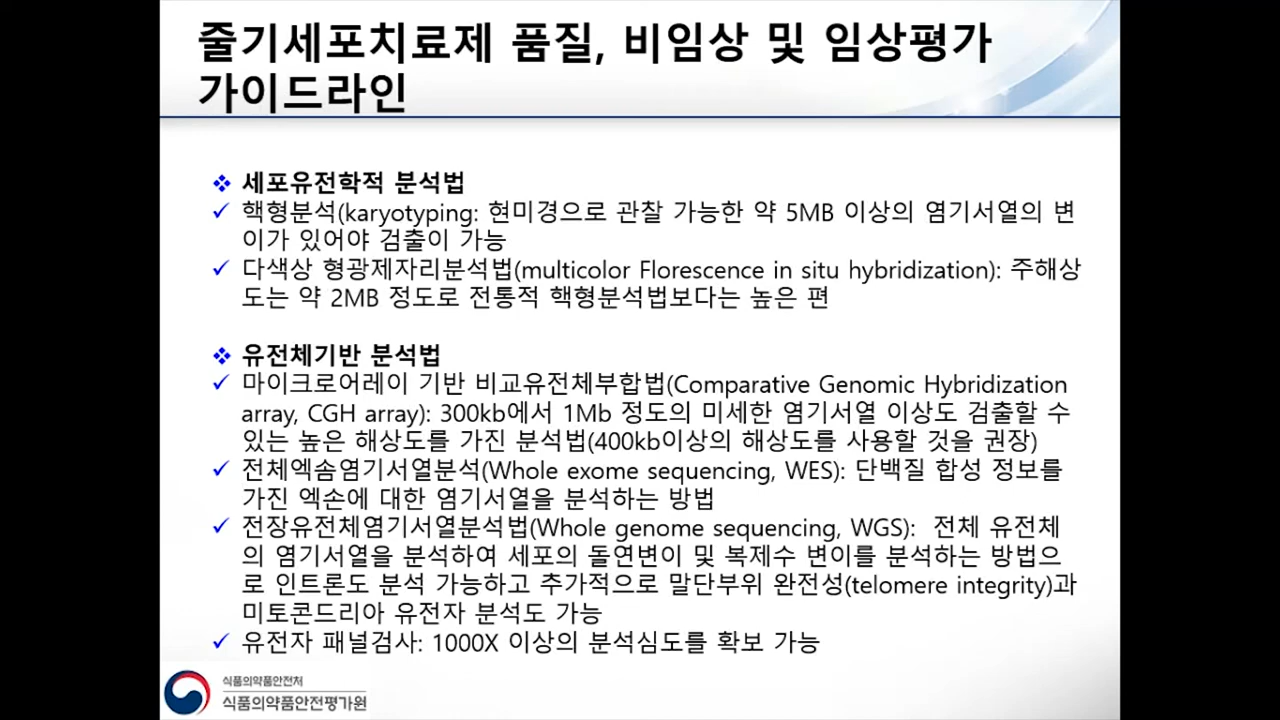 줄기세포치료제 품질, 비임상 및 임상평가
가이드라인
세포유전학적 분석법
핵형분석(karyotyping: 현미경으로 관찰 가능한 약 5MB 이상의 염기서열의 변
이가 있어야 검출이 가능
다색상 형광제자리분석법(multicolor Florescence in situ hybridization): 주해상
도는 약 2MB 정도로 전통적 핵형분석법보다는 높은 편
유전체기반 분석법
마이크로어레이 기반 비교유전체부합법(Comparative Genomic Hybridization
array, CGH array): 300kb에서 1Mb 정도의 미세한 염기서열 이상도 검출할 수
있는 높은 해상도를 가진 분석법(400kb이상의 해상도를 사용할 것을 권장)
전체엑솜염기서열분석(Whole exome sequencing, WES): 단백질 합성 정보를
가진 엑손에 대한 염기서열을 분석하는 방법
전장유전체염기서열분석법(Whole genome sequencing, WGS): 전체 유전체
의 염기서열을 분석하여 세포의 돌연변이 및 복제수 변이를 분석하는 방법으
로 인트론도 분석 가능하고 추가적으로 말단부위 완전성(telomere integrity)과
미토콘드리아 유전자 분석도 가능
유전자 패널검사: 1000X 이상의 분석심도를 확보 가능
식품의약품안전처
식품의약품안전평가원